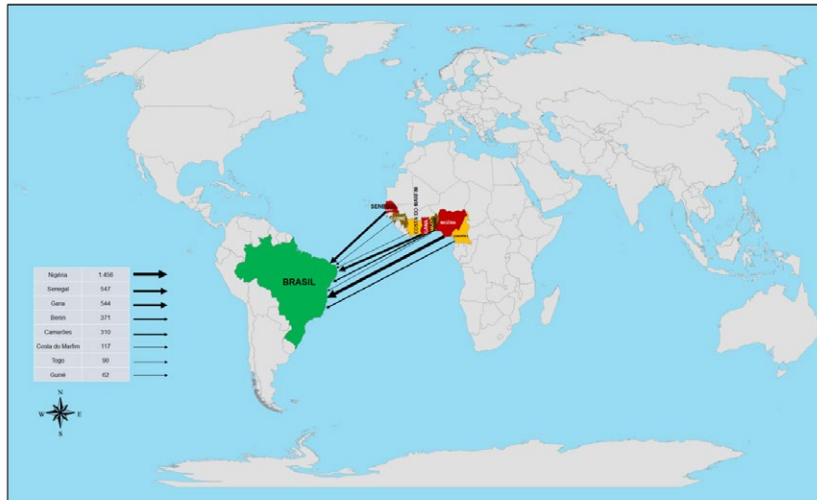 SENEGAL
COSTA DO MARFIM
GANA
NIGÉRIA
CAMARÕES
BRASIL
Nigéria 1.456
Senegal 547
Gana 544
Benin 371
Camarões 310
Costa do Marfim 117
Togo 90
Guiné 62
N
W E
S